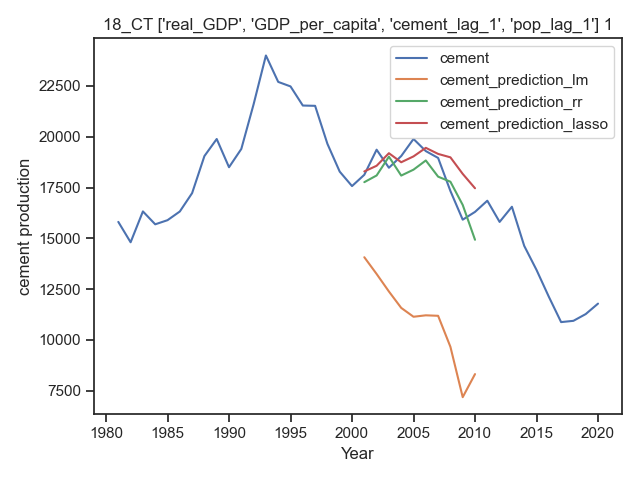 18_CT ['real_GDP', 'GDP_per_capita', 'cement_lag_1', 'pop_lag_1'] 1
cement
cement_prediction_lm
cement_prediction_rr
cement_prediction_lasso
cement production
22500
20000
17500
15000
12500
10000
7500
1980 1985 1990 1995 2000 2005 2010 2015 2020
Year